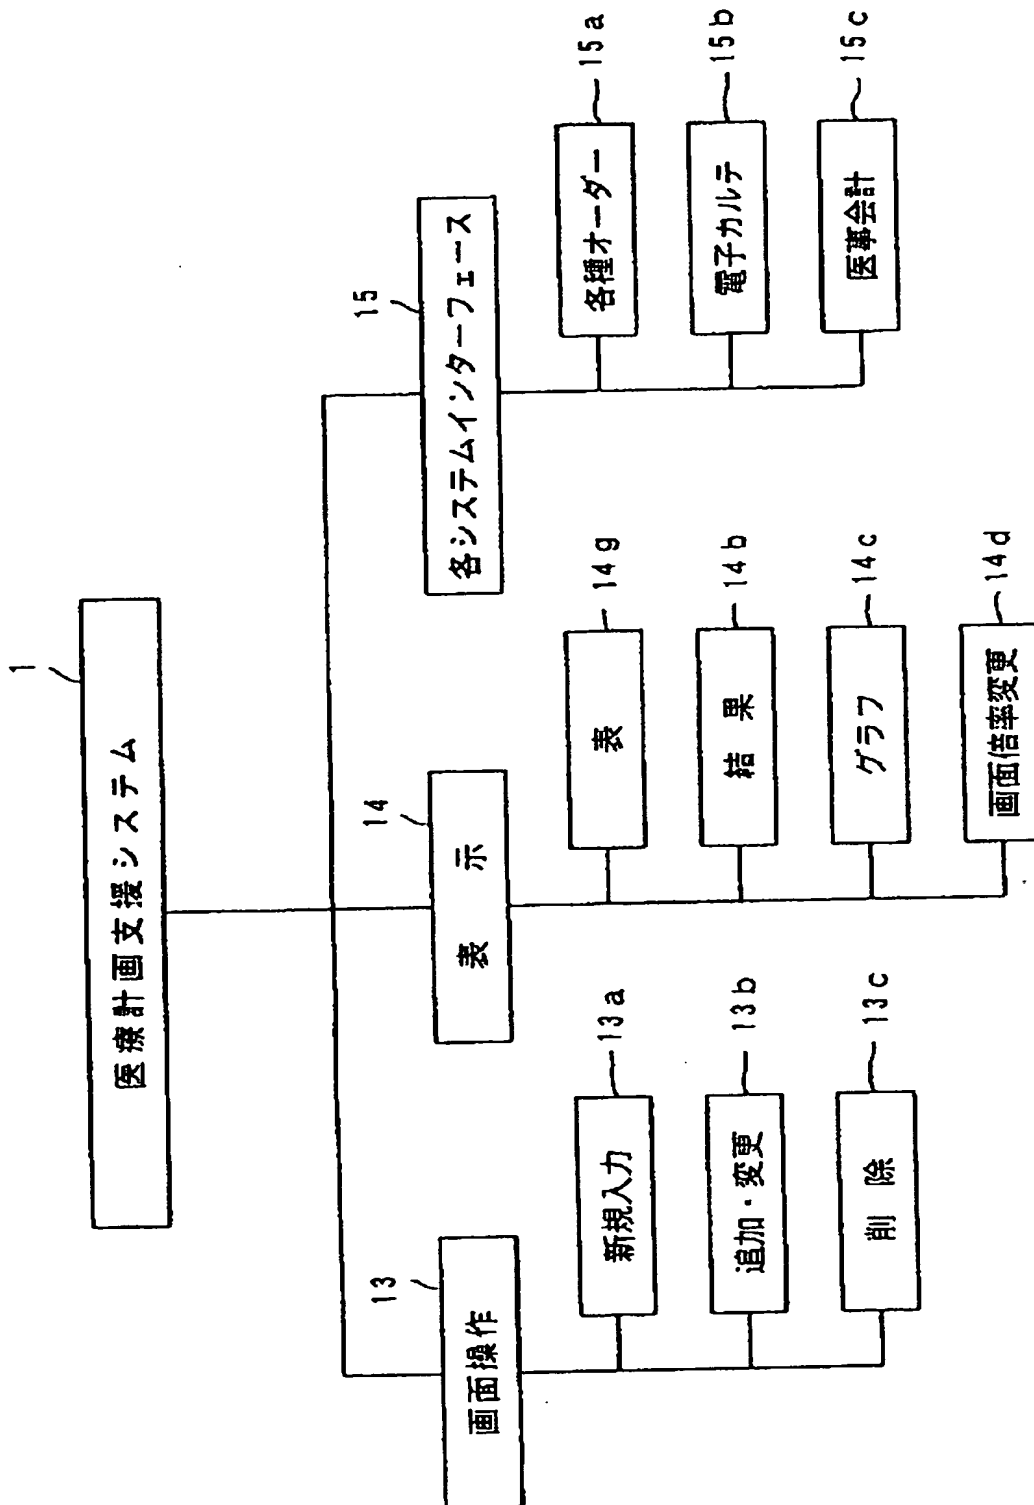 1
医療計画支援システム
13
画面操作
13a
新規入力
13b
追加・変更
13c
削 除
14
表 示
14g
表
14b
結 果
14c
グラフ
14d
画面倍率変更
15
各システムインターフェース
15a
各種オーダー
15b
電子カルテ
15c
医事会計